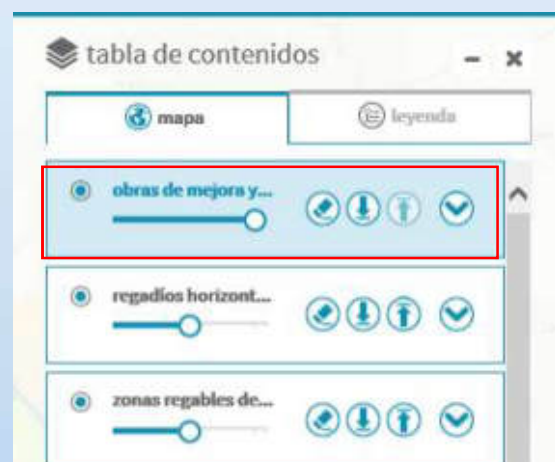 tabla de contenidos
mapa
leyenda
obras de mejora y...
regadíos horizont...
zonas regables de...